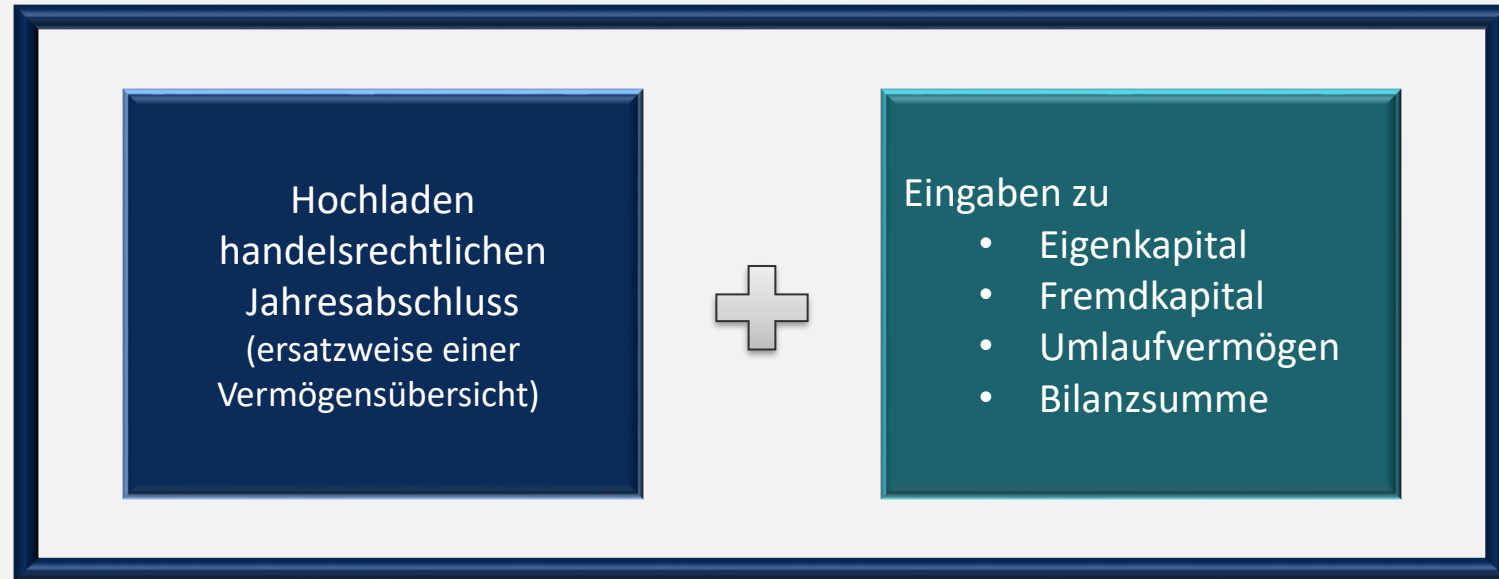 Hochladen
handelsrechtlichen
Jahresabschluss
(ersatzweise einer
Vermögensübersicht)
Eingaben zu
• Eigenkapital
• Fremdkapital
• Umlaufvermögen
• Bilanzsumme